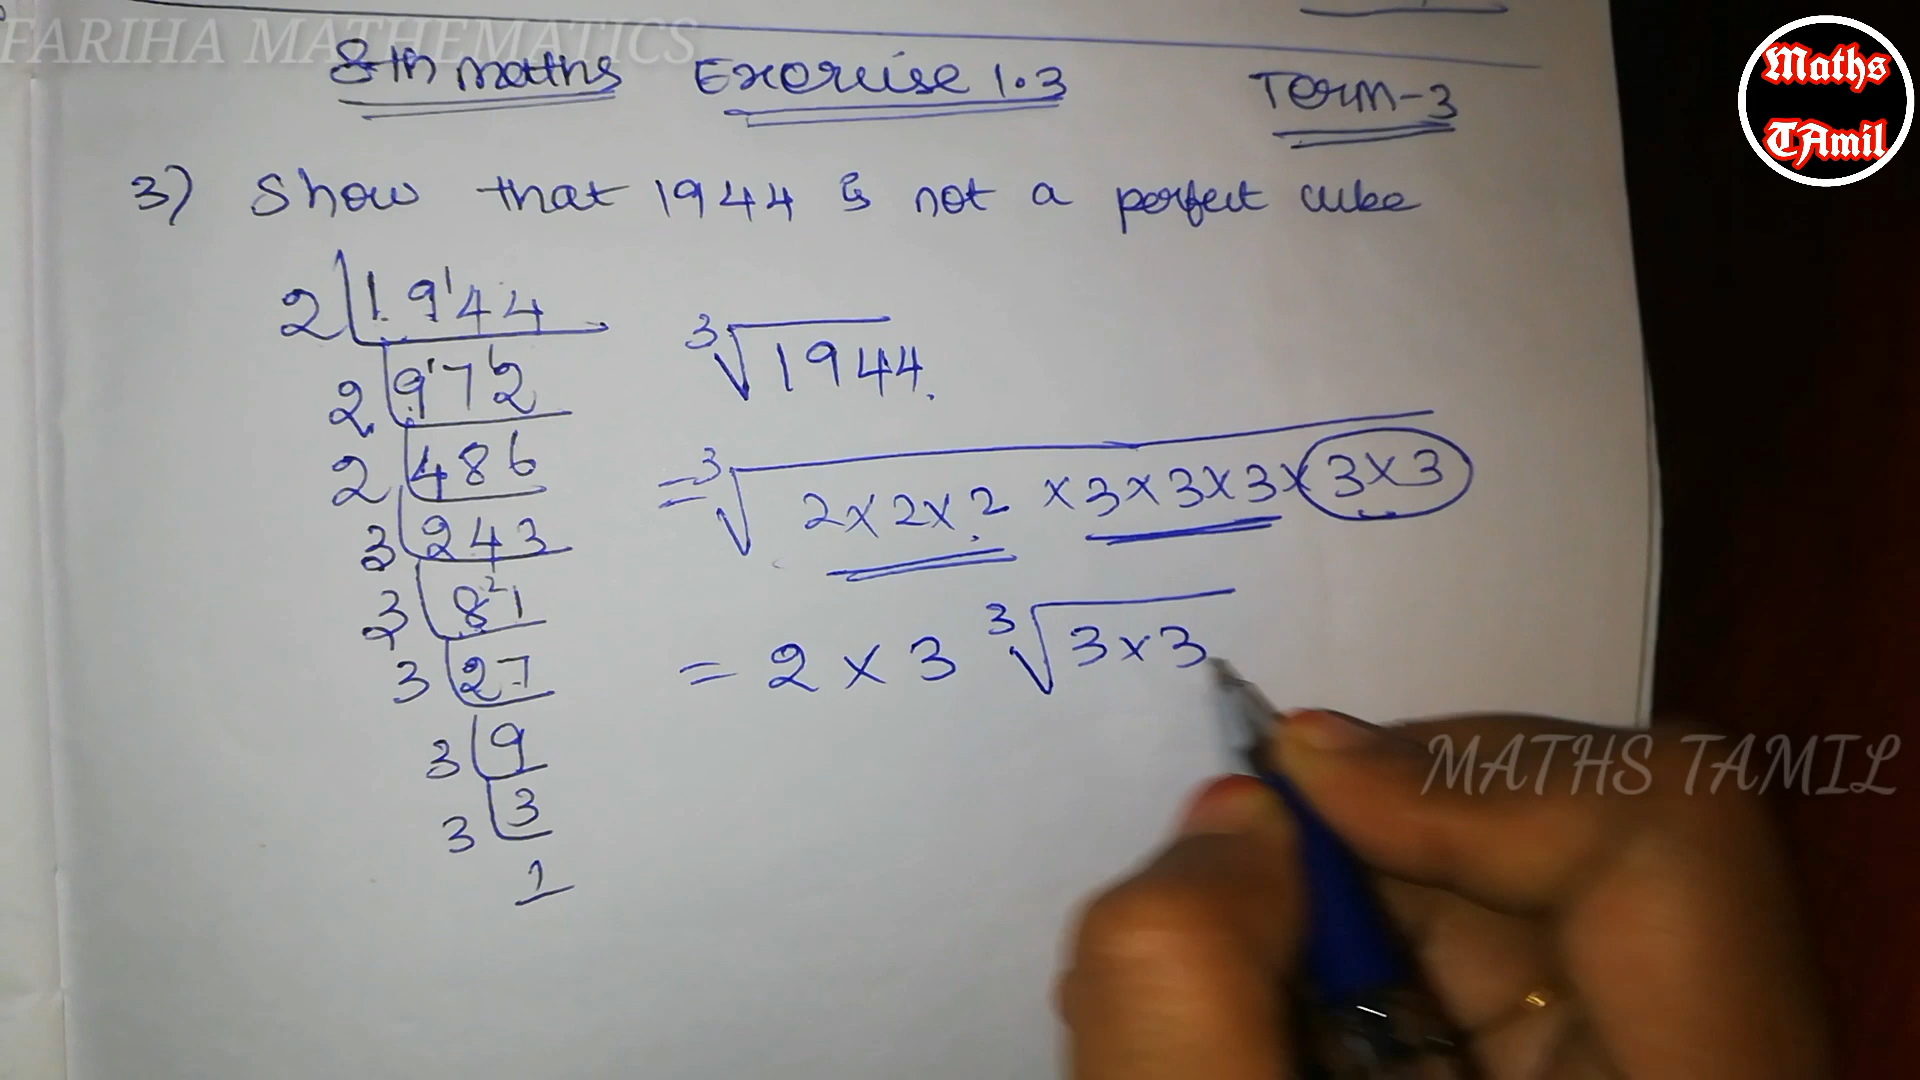 FARIHA MATHEMATICS
8th maths Exercise 1.3 Term-3
Maths
TAmil
3) Show that 1944 is not a perfect cube
2 | 1944
2 | 972
2 | 486
3 | 243
3 | 81
3 | 27
3 | 9
3 | 3
1
∛1944.
= ∛2×2×2 ×3×3×3×3×3
= 2 × 3 ∛3×3
MATHS TAMIL